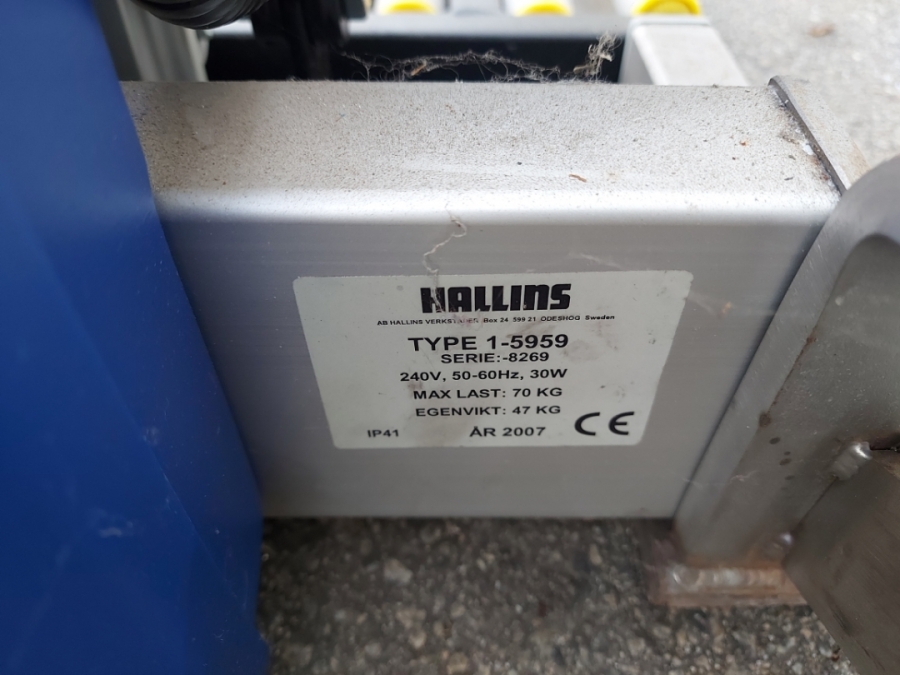 HALLINS
AB HALLINS VERKSTÄDER Box 24 599 21 ÖDESHÖG Sweden
TYPE 1-5959
SERIE:-8269
240V, 50-60Hz, 30W
MAX LAST: 70 KG
EGENVIKT: 47 KG
IP41 ÅR 2007 CE